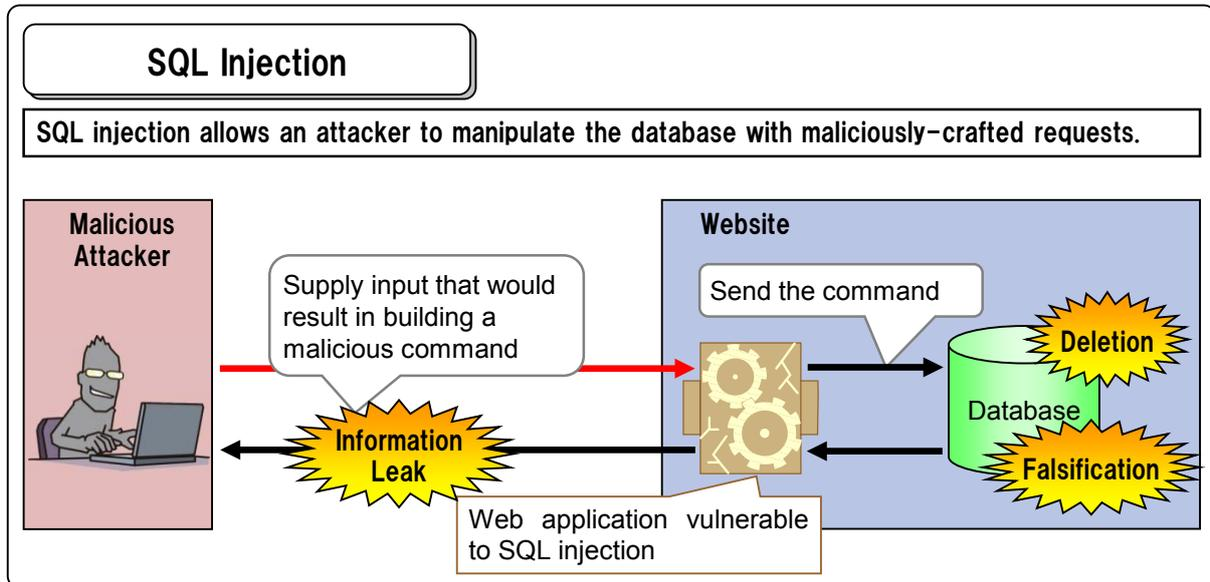 SQL Injection
SQL injection allows an attacker to manipulate the database with maliciously-crafted requests.
Malicious
Attacker
Supply input that would
result in building a
malicious command
Website
Send the command
Deletion
Database
Information
Leak
Falsification
Web application vulnerable
to SQL injection